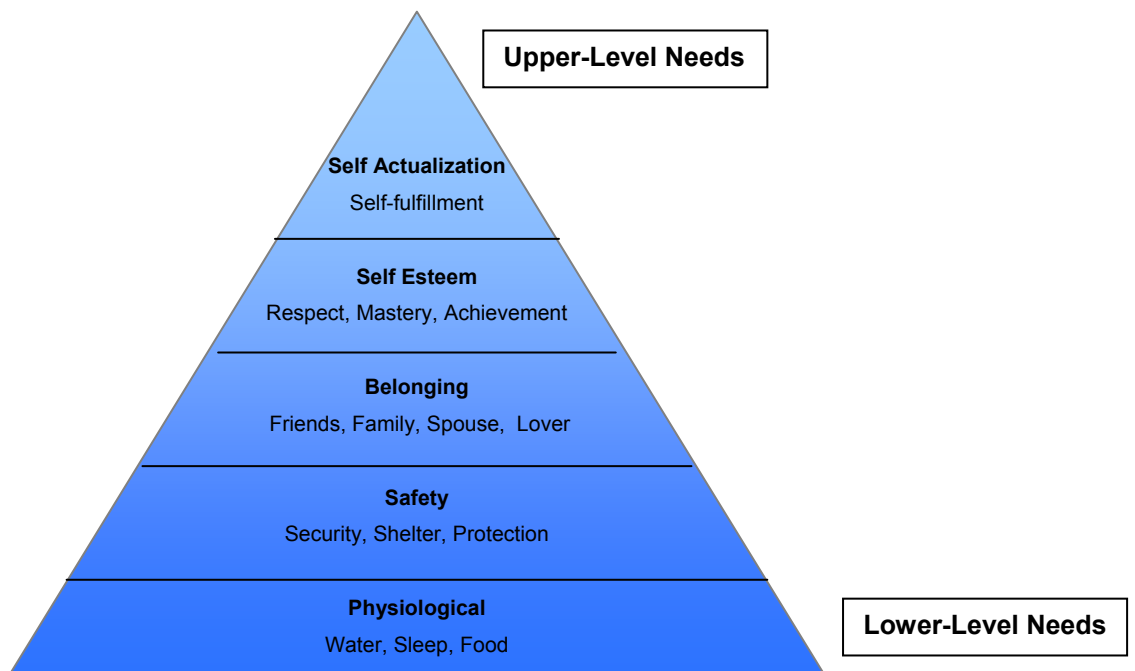 Upper-Level Needs
Self Actualization
Self-fulfillment
Self Esteem
Respect, Mastery, Achievement
Belonging
Friends, Family, Spouse,  Lover
Safety
Security, Shelter, Protection
Physiological
Water, Sleep, Food
Lower-Level Needs